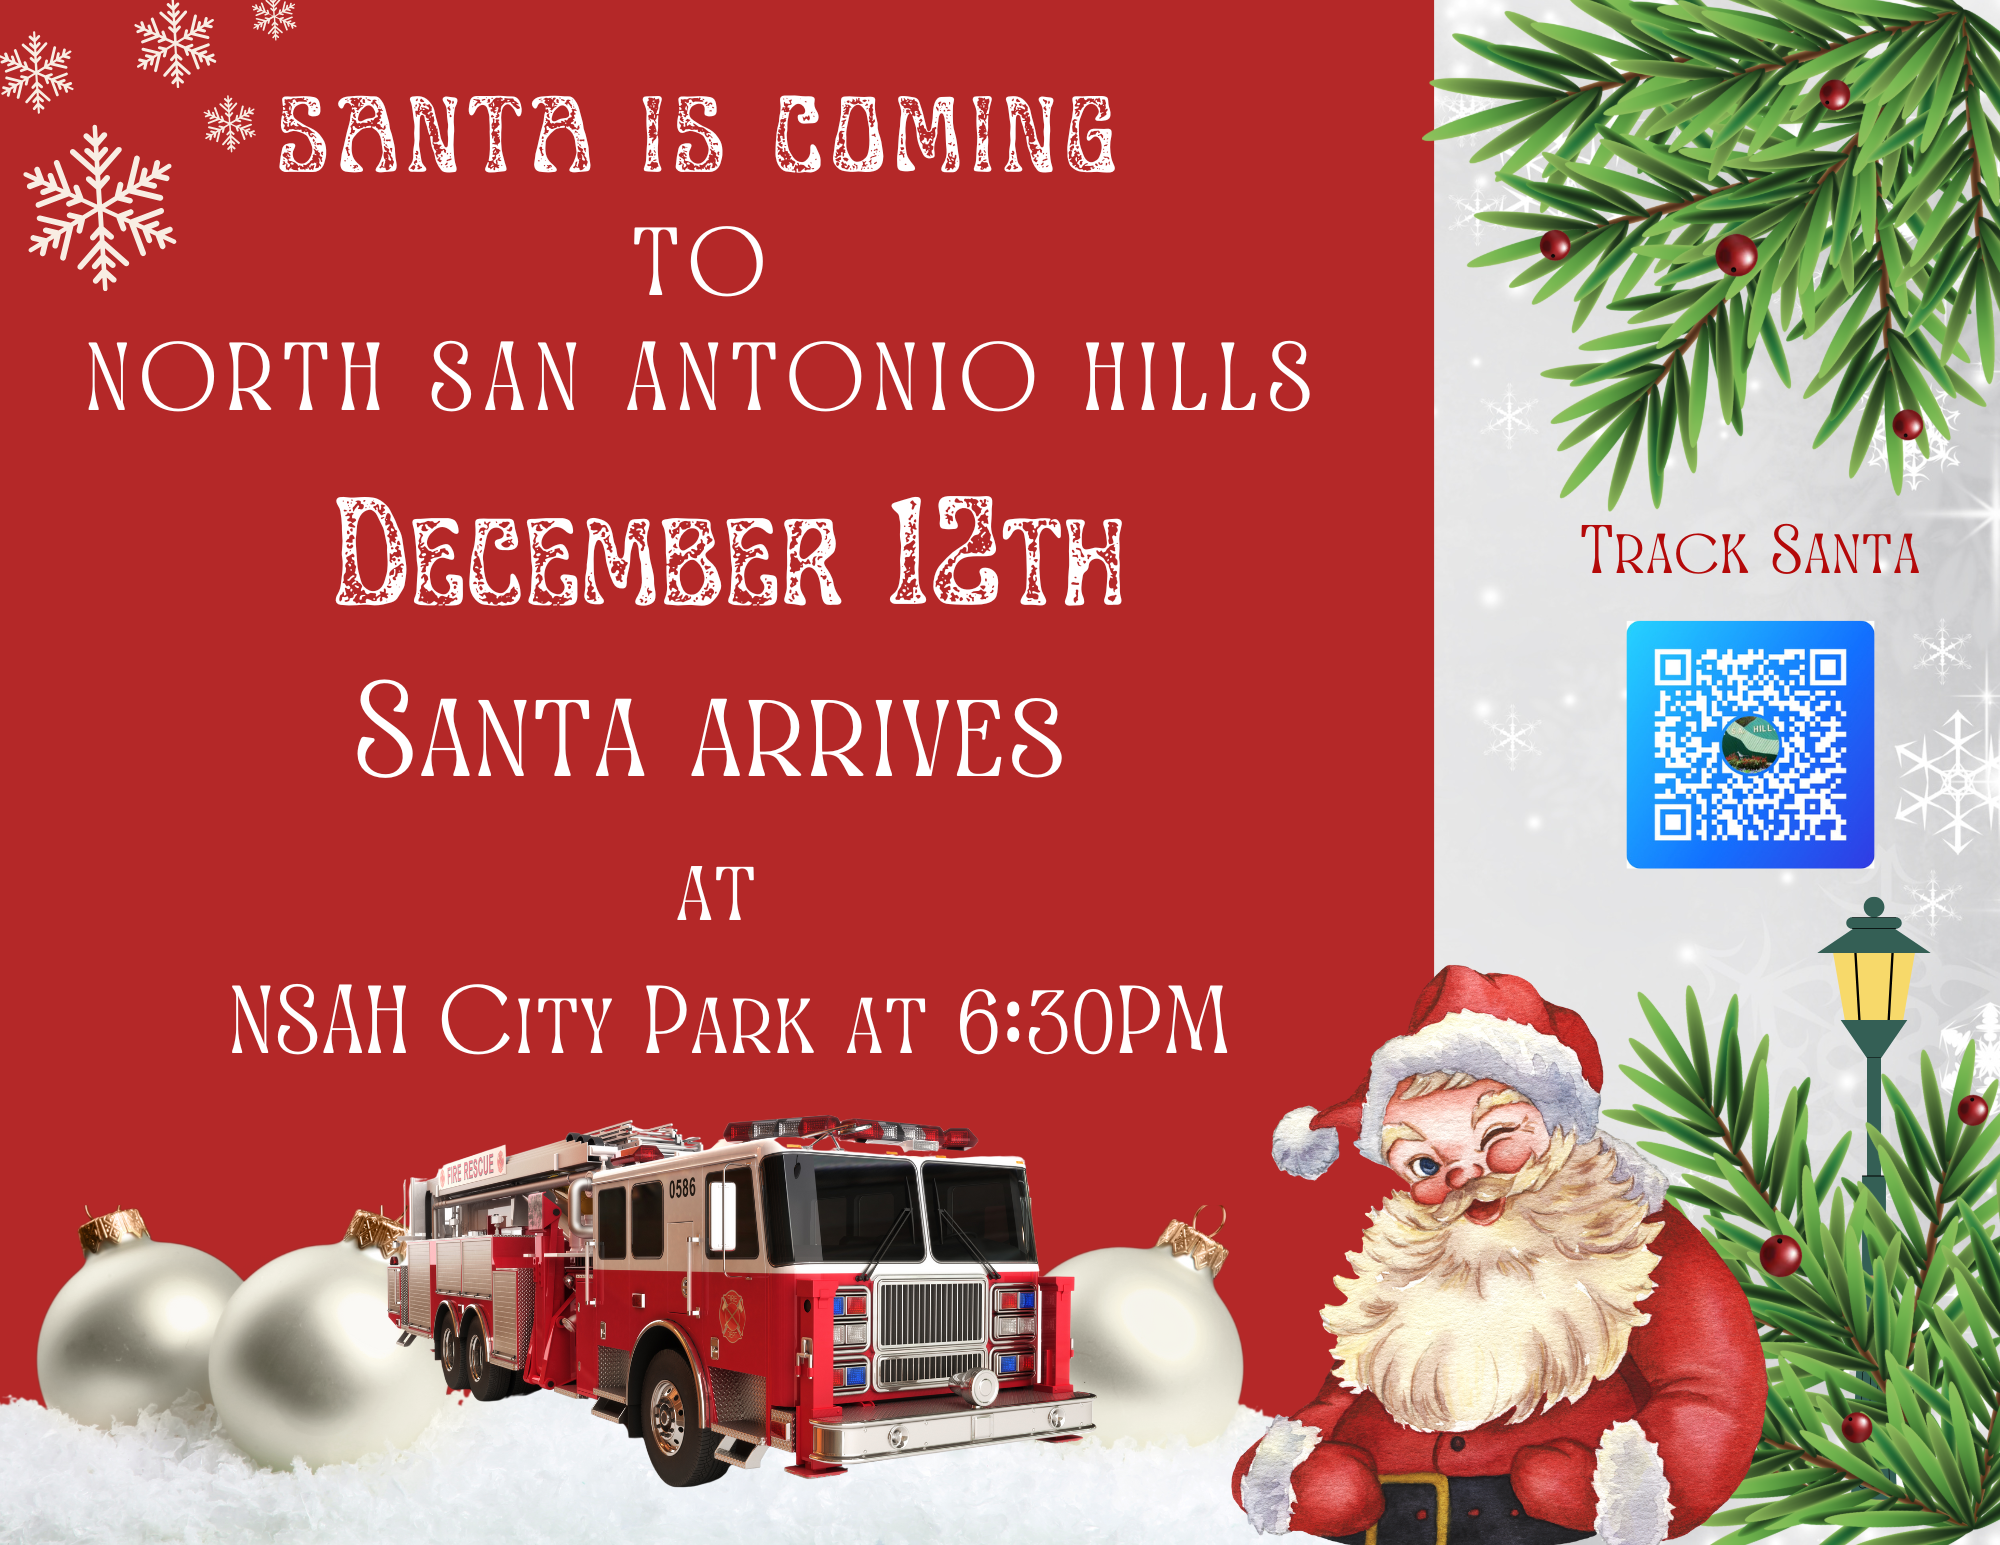 SANTA IS COMING
TO
NORTH SAN ANTONIO HILLS
DECEMBER 12TH
SANTA ARRIVES
AT
NSAH CITY PARK AT 6:30PM
TRACK SANTA
HILL
FIRE RESCUE
0586